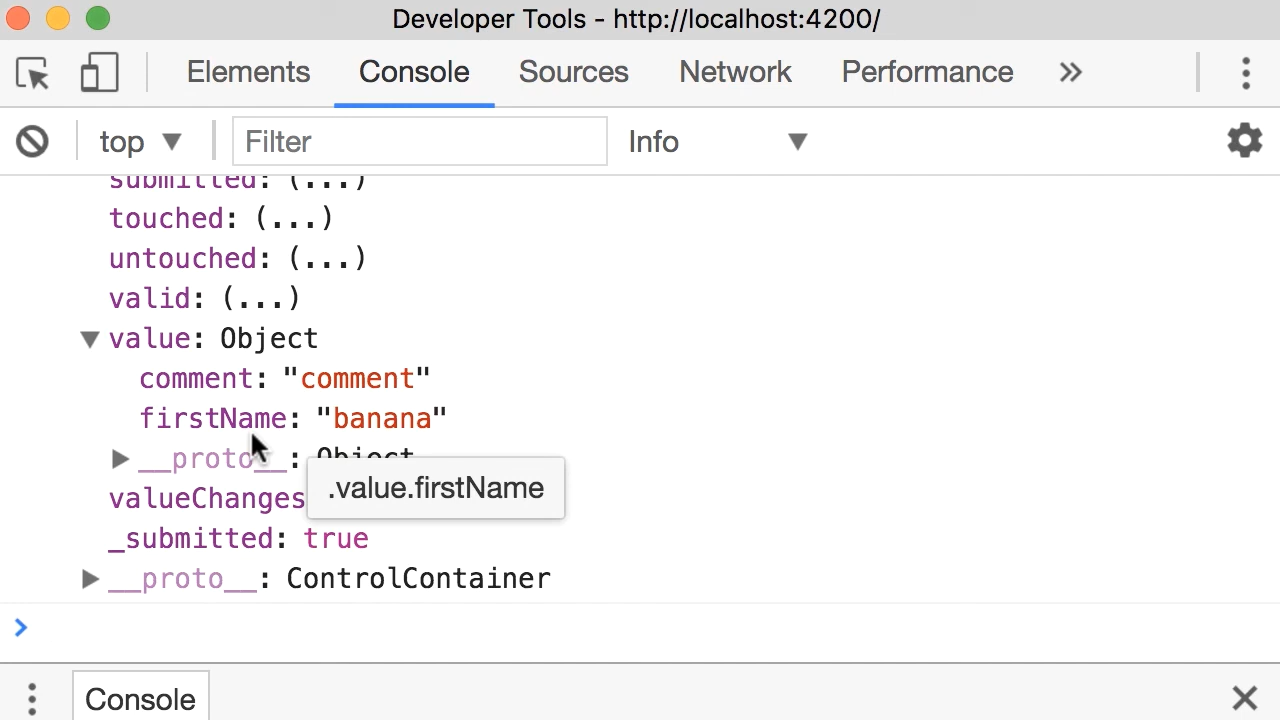 Developer Tools - http://localhost:4200/
Elements Console Sources Network Performance »
top Filter Info
submitted: (...)
touched: (...)
untouched: (...)
valid: (...)
value: Object
comment: "comment"
firstName: "banana"
__proto__: Object
.value.firstName
valueChanges
_submitted: true
__proto__: ControlContainer
>
Console